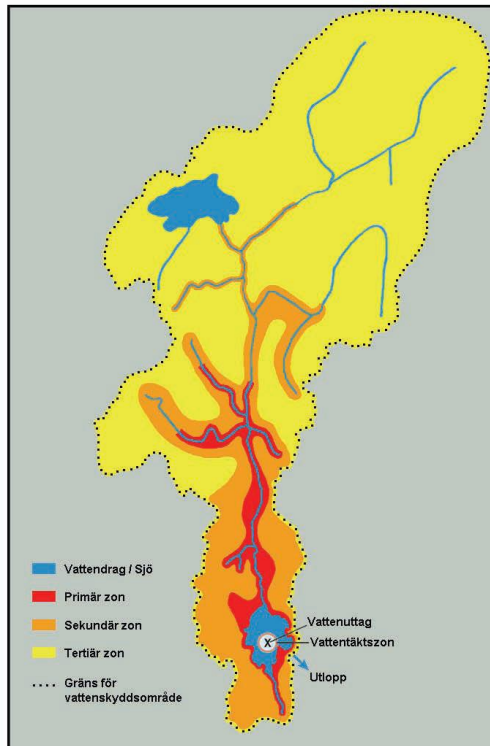 Vattendrag / Sjö
Primär zon
Sekundär zon
Tertiär zon
Gräns för
vattenskyddsområde
Vattenuttag
X
Vattentäktszon
Utlopp